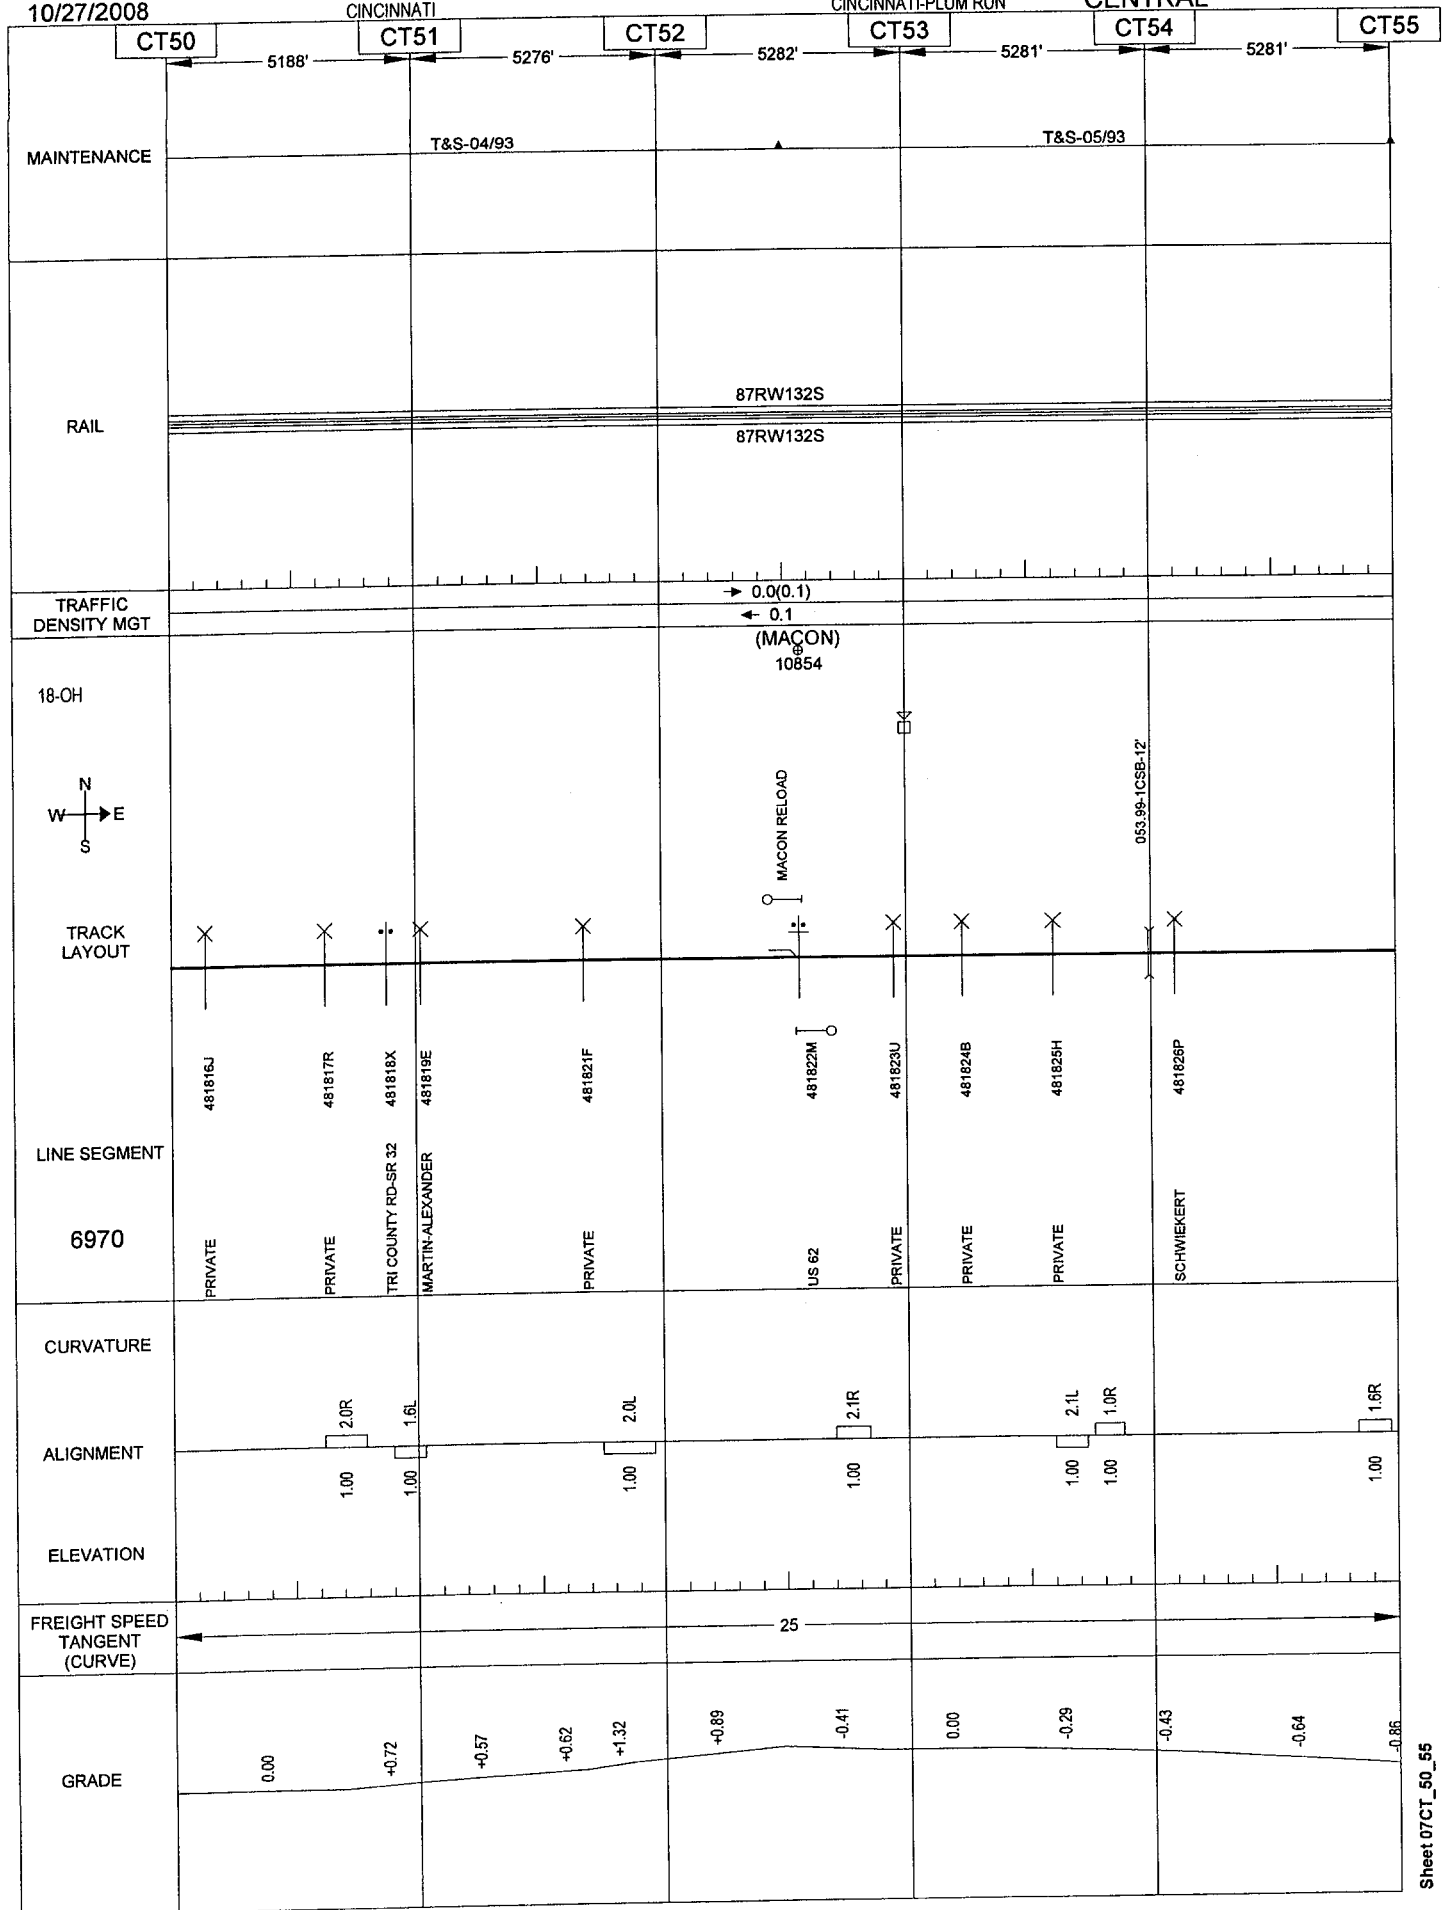 10/27/2008
CINCINNATI
CINCINNATI-PLUM RUN
CENTRAL
CT50
CT51
CT52
CT53
CT54
CT55
5188'
5276'
5282'
5281'
5281'
MAINTENANCE
T&S-04/93
T&S-05/93
RAIL
87RW132S
87RW132S
TRAFFIC
DENSITY MGT
0.0(0.1)
0.1
(MACON)
10854
18-OH
N
W
E
S
MACON RELOAD
053.99-1CSB-12'
TRACK
LAYOUT
481816J
481817R
481818X
481819E
481821F
481822M
481823U
481824B
481825H
481826P
LINE SEGMENT
6970
PRIVATE
PRIVATE
TRI COUNTY RD-SR 32
MARTIN-ALEXANDER
PRIVATE
US 62
PRIVATE
PRIVATE
PRIVATE
SCHWIEKERT
CURVATURE
2.0R
1.6L
2.0L
2.1R
2.1L
1.0R
1.6R
ALIGNMENT
1.00
1.00
1.00
1.00
1.00
1.00
1.00
ELEVATION
FREIGHT SPEED
TANGENT
(CURVE)
25
GRADE
0.00
+0.72
+0.57
+0.62
+1.32
+0.89
-0.41
0.00
-0.29
-0.43
-0.64
-0.86
Sheet 07CT_50_55